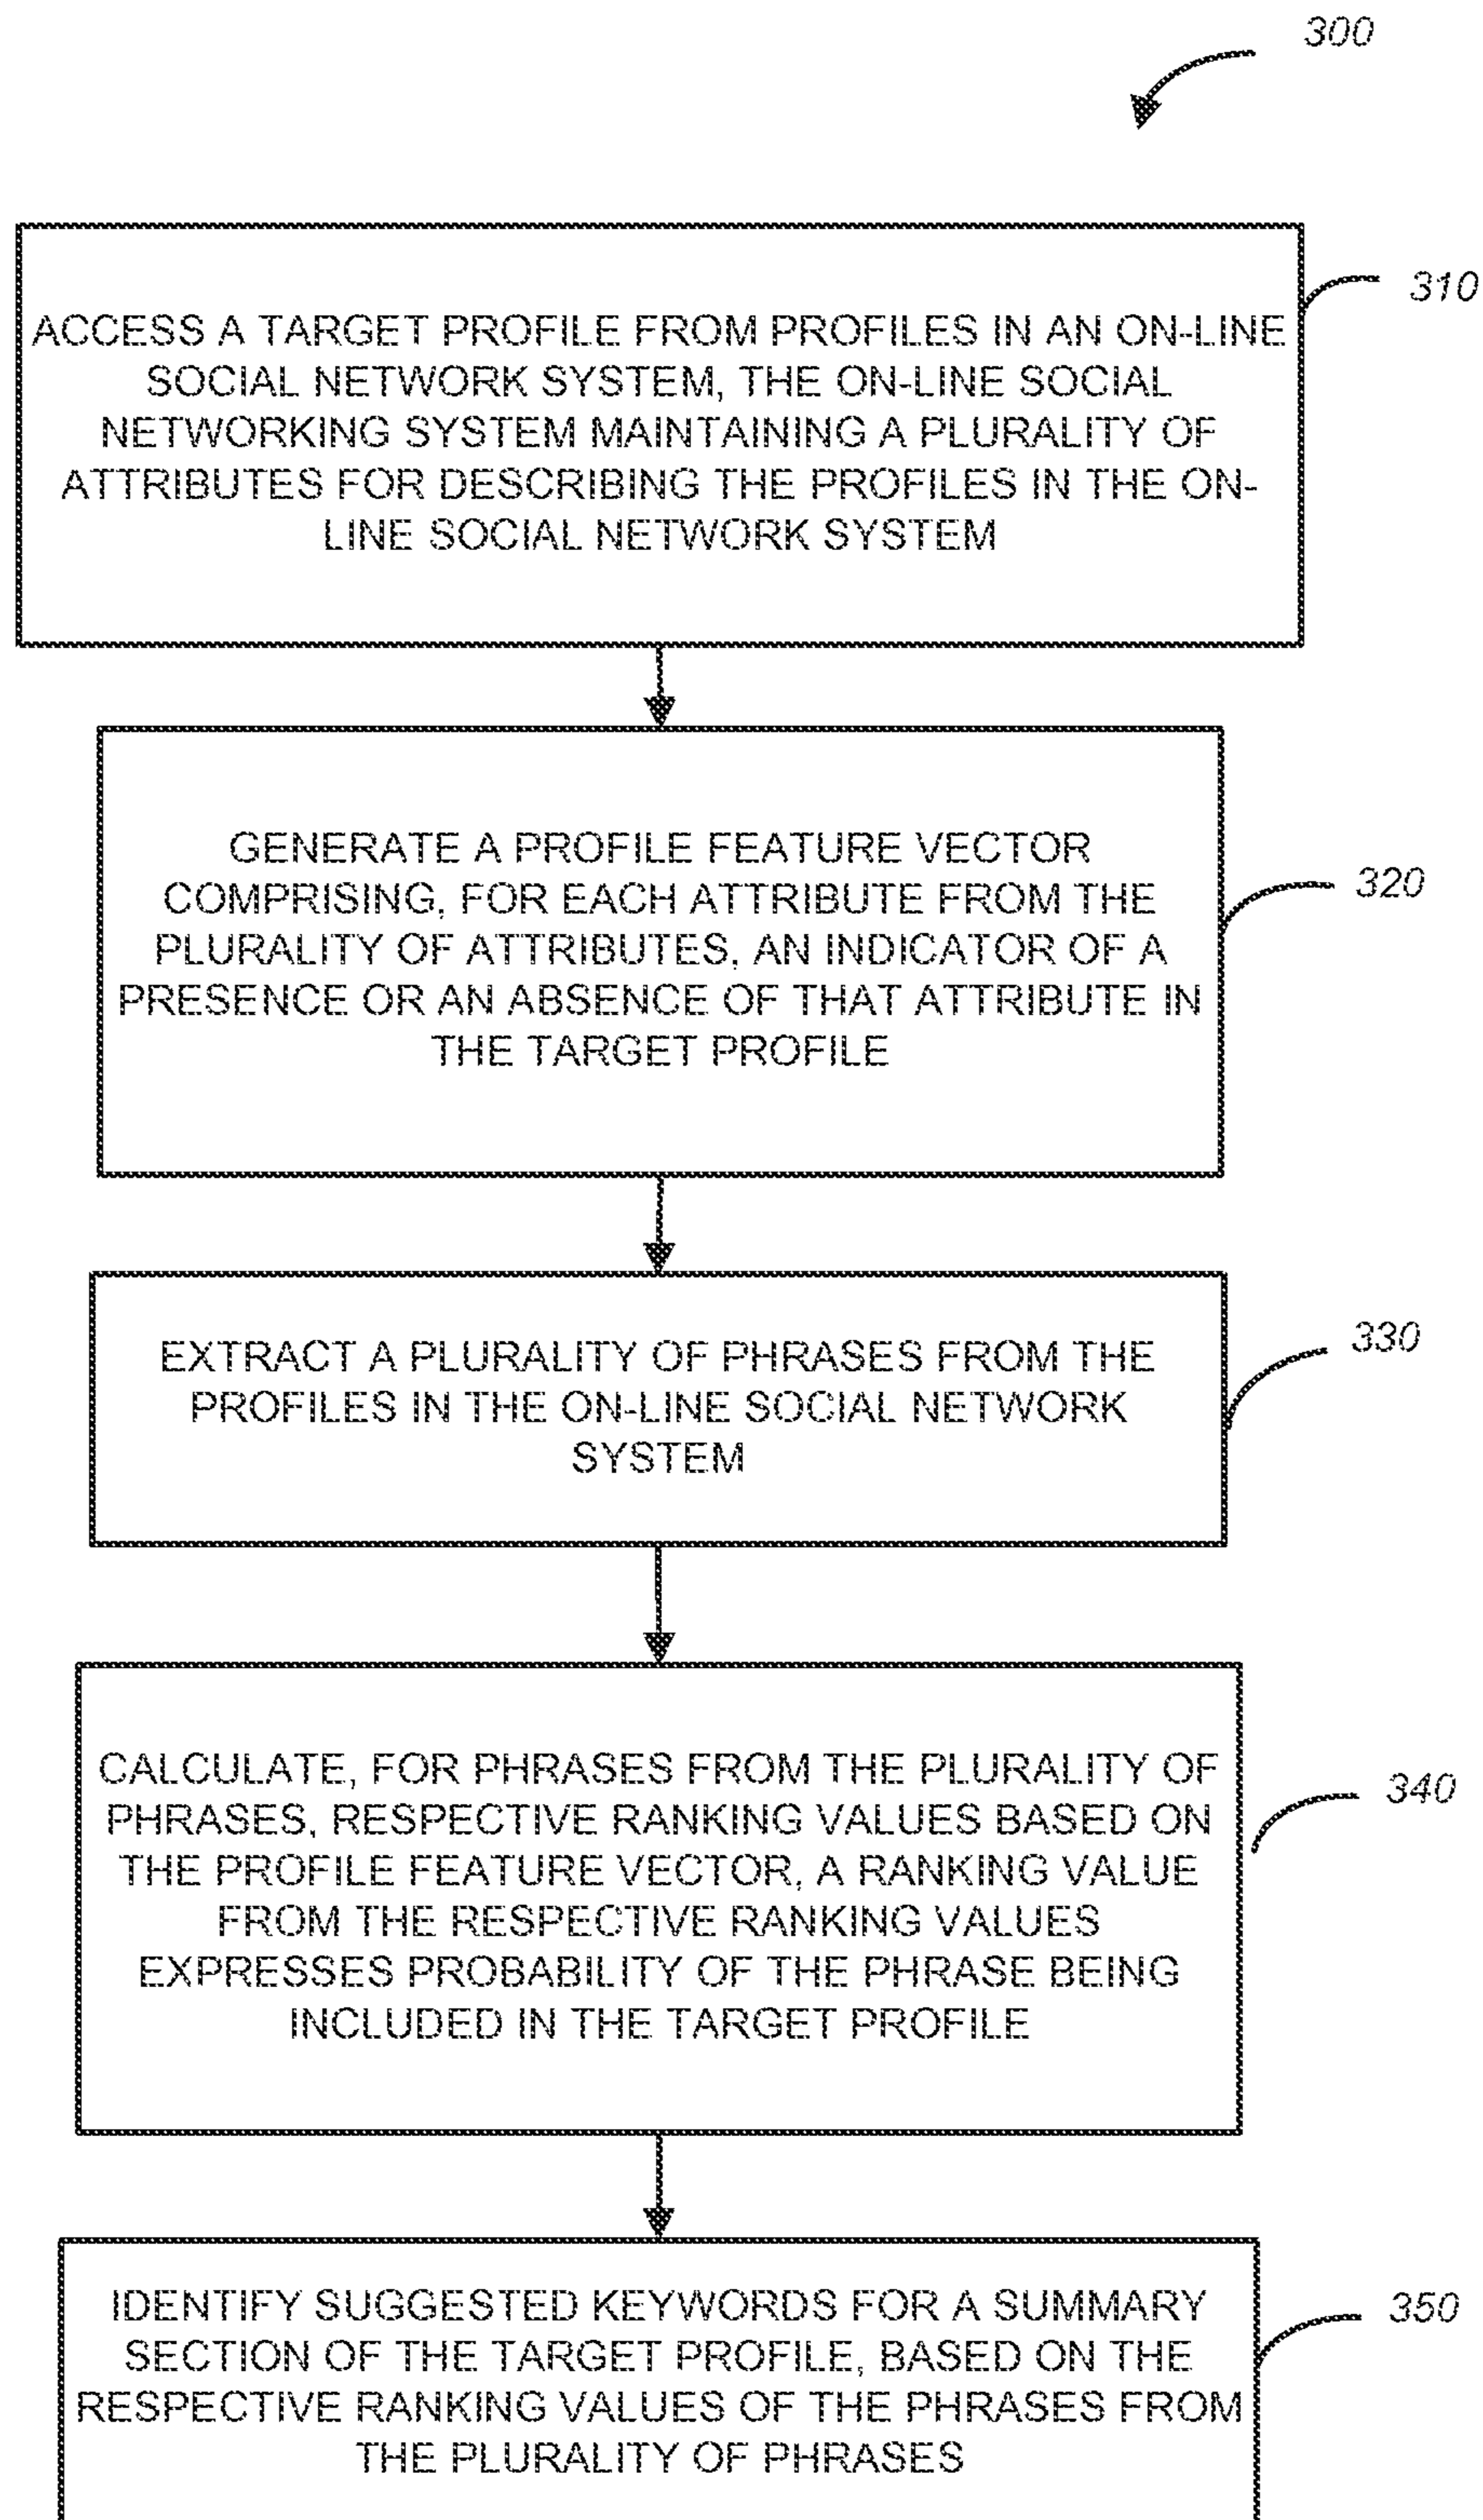 300
310
ACCESS A TARGET PROFILE FROM PROFILES IN AN ON-LINE
SOCIAL NETWORK SYSTEM, THE ON-LINE SOCIAL
NETWORKING SYSTEM MAINTAINING A PLURALITY OF
ATTRIBUTES FOR DESCRIBING THE PROFILES IN THE ON-
LINE SOCIAL NETWORK SYSTEM
320
GENERATE A PROFILE FEATURE VECTOR
COMPRISING, FOR EACH ATTRIBUTE FROM THE
PLURALITY OF ATTRIBUTES, AN INDICATOR OF A
PRESENCE OR AN ABSENCE OF THAT ATTRIBUTE IN
THE TARGET PROFILE
330
EXTRACT A PLURALITY OF PHRASES FROM THE
PROFILES IN THE ON-LINE SOCIAL NETWORK
SYSTEM
340
CALCULATE, FOR PHRASES FROM THE PLURALITY OF
PHRASES, RESPECTIVE RANKING VALUES BASED ON
THE PROFILE FEATURE VECTOR, A RANKING VALUE
FROM THE RESPECTIVE RANKING VALUES
EXPRESSES PROBABILITY OF THE PHRASE BEING
INCLUDED IN THE TARGET PROFILE
350
IDENTIFY SUGGESTED KEYWORDS FOR A SUMMARY
SECTION OF THE TARGET PROFILE, BASED ON THE
RESPECTIVE RANKING VALUES OF THE PHRASES FROM
THE PLURALITY OF PHRASES